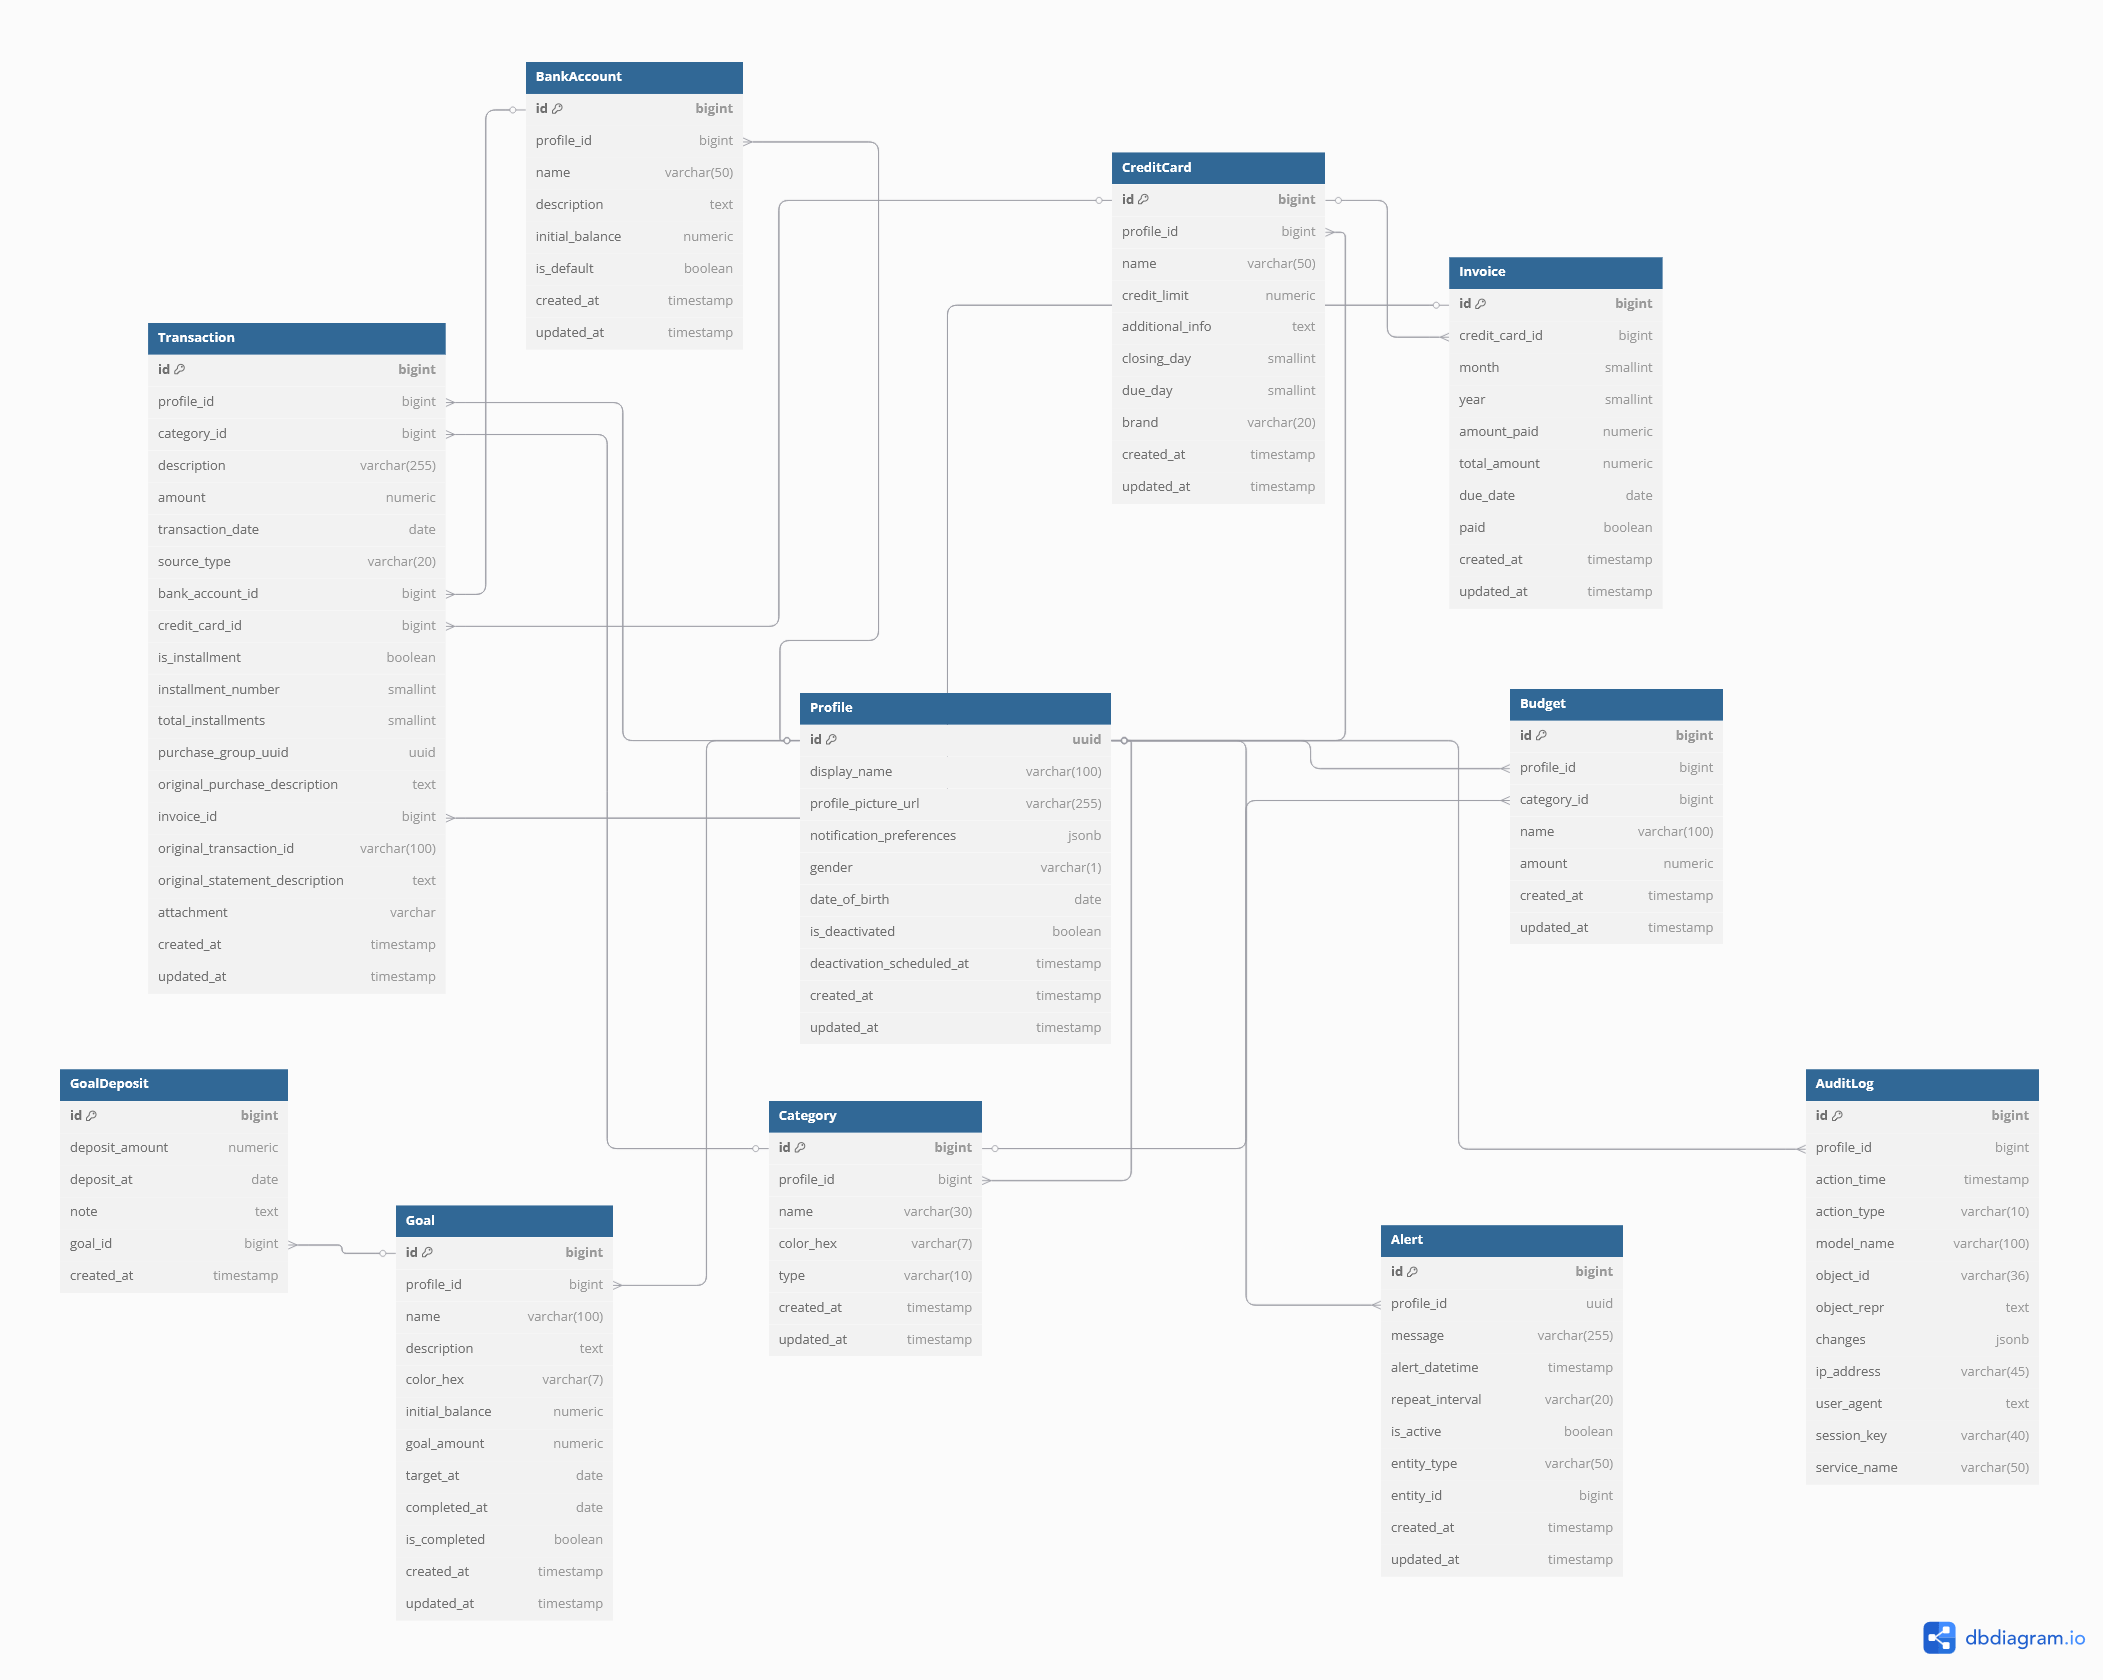 BankAccount
id bigint
profile_id bigint
name varchar(50)
description text
initial_balance numeric
is_default boolean
created_at timestamp
updated_at timestamp
CreditCard
id bigint
profile_id bigint
name varchar(50)
credit_limit numeric
additional_info text
closing_day smallint
due_day smallint
brand varchar(20)
created_at timestamp
updated_at timestamp
Invoice
id bigint
credit_card_id bigint
month smallint
year smallint
amount_paid numeric
total_amount numeric
due_date date
paid boolean
created_at timestamp
updated_at timestamp
Transaction
id bigint
profile_id bigint
category_id bigint
description varchar(255)
amount numeric
transaction_date date
source_type varchar(20)
bank_account_id bigint
credit_card_id bigint
is_installment boolean
installment_number smallint
total_installments smallint
purchase_group_uuid uuid
original_purchase_description text
invoice_id bigint
original_transaction_id varchar(100)
original_statement_description text
attachment varchar
created_at timestamp
updated_at timestamp
Profile
id uuid
display_name varchar(100)
profile_picture_url varchar(255)
notification_preferences jsonb
gender varchar(1)
date_of_birth date
is_deactivated boolean
deactivation_scheduled_at timestamp
created_at timestamp
updated_at timestamp
Budget
id bigint
profile_id bigint
category_id bigint
name varchar(100)
amount numeric
created_at timestamp
updated_at timestamp
GoalDeposit
id bigint
deposit_amount numeric
deposit_at date
note text
goal_id bigint
created_at timestamp
Goal
id bigint
profile_id bigint
name varchar(100)
description text
color_hex varchar(7)
initial_balance numeric
goal_amount numeric
target_at date
completed_at date
is_completed boolean
created_at timestamp
updated_at timestamp
Category
id bigint
profile_id bigint
name varchar(30)
color_hex varchar(7)
type varchar(10)
created_at timestamp
updated_at timestamp
Alert
id bigint
profile_id uuid
message varchar(255)
alert_datetime timestamp
repeat_interval varchar(20)
is_active boolean
entity_type varchar(50)
entity_id bigint
created_at timestamp
updated_at timestamp
AuditLog
id bigint
profile_id bigint
action_time timestamp
action_type varchar(10)
model_name varchar(100)
object_id varchar(36)
object_repr text
changes jsonb
ip_address varchar(45)
user_agent text
session_key varchar(40)
service_name varchar(50)
dbdiagram.io